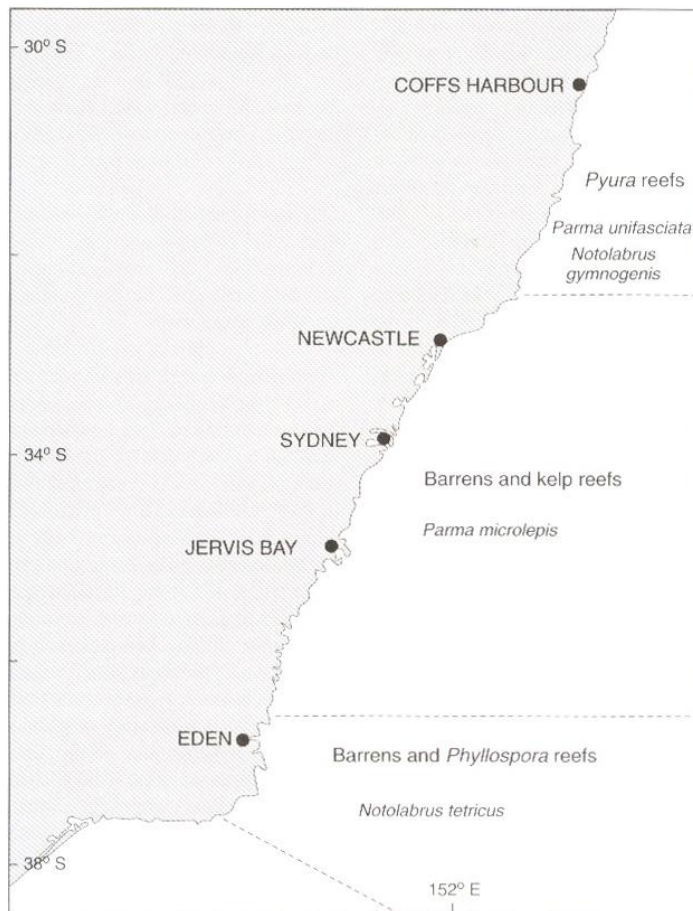 30° S
COFFS HARBOUR
Pyura reefs
Parma unifasciata
Notolabrus
gymnogenis
NEWCASTLE
SYDNEY
34° S
Barrens and kelp reefs
Parma microlepis
JERVIS BAY
EDEN
Barrens and Phyllospora reefs
Notolabrus tetricus
38° S
152° E